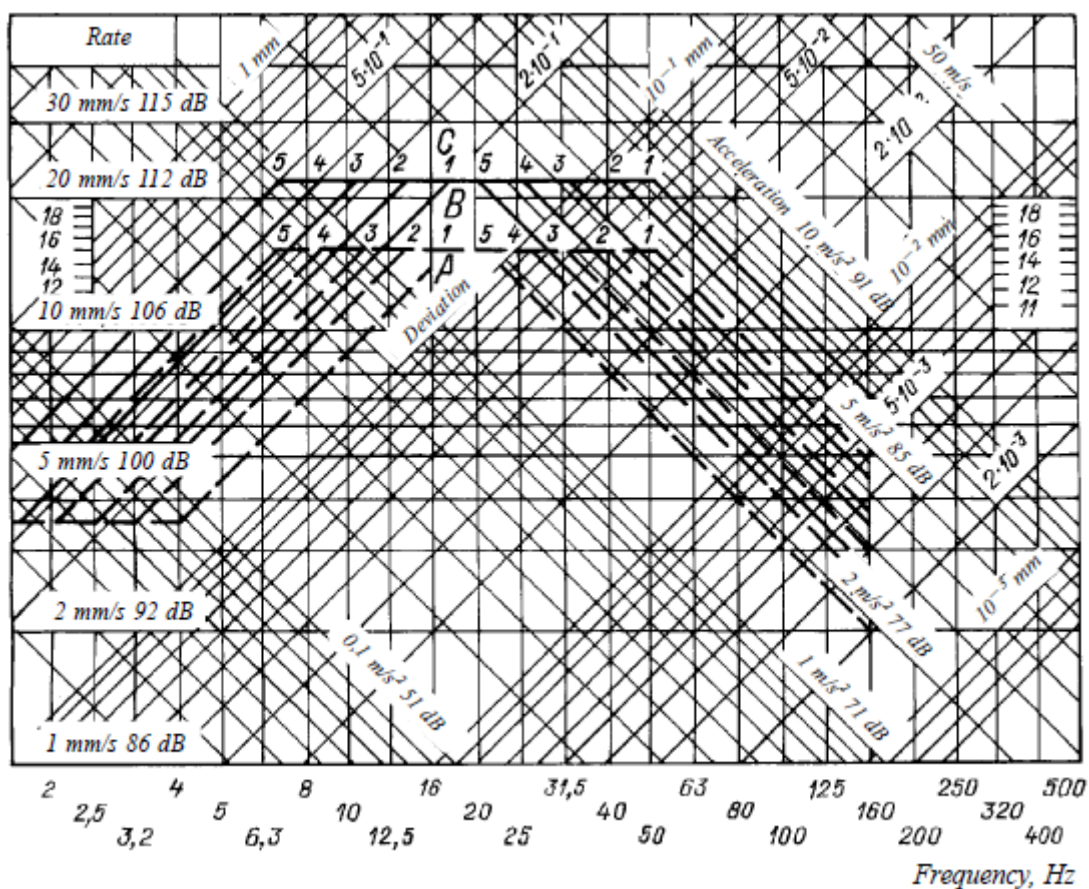 Rate
1 mm
5·10⁻¹
2·10⁻¹
10⁻¹ mm
5·10⁻²
50 m/s
2·10
30 mm/s 115 dB
20 mm/s 112 dB
C
5 4 3 2 1 5 4 3 2 1
B
5 4 3 2 1 5 4 3 2 1
A
18
16
14
12
10 mm/s 106 dB
Deviation
Acceleration 10 m/s² 91 dB
10⁻² mm
18
16
14
12
11
5 mm/s 100 dB
5 m/s² 85 dB
5·10⁻³
2·10⁻³
2 mm/s 92 dB
0,1 m/s² 51 dB
2 m/s² 77 dB
10⁻⁵ mm
1 m/s² 71 dB
1 mm/s 86 dB
2 4 8 16 31,5 63 125 250 500
2,5 5 10 20 40 80 160 320
3,2 6,3 12,5 25 50 100 200 400
Frequency, Hz